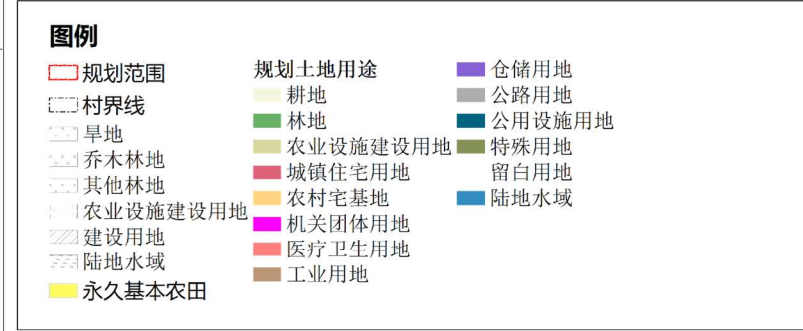 图例
规划范围
村界线
旱地
乔木林地
其他林地
农业设施建设用地
建设用地
陆地水域
永久基本农田
规划土地用途
耕地
林地
农业设施建设用地
城镇住宅用地
农村宅基地
机关团体用地
医疗卫生用地
工业用地
仓储用地
公路用地
公用设施用地
特殊用地
留白用地
陆地水域